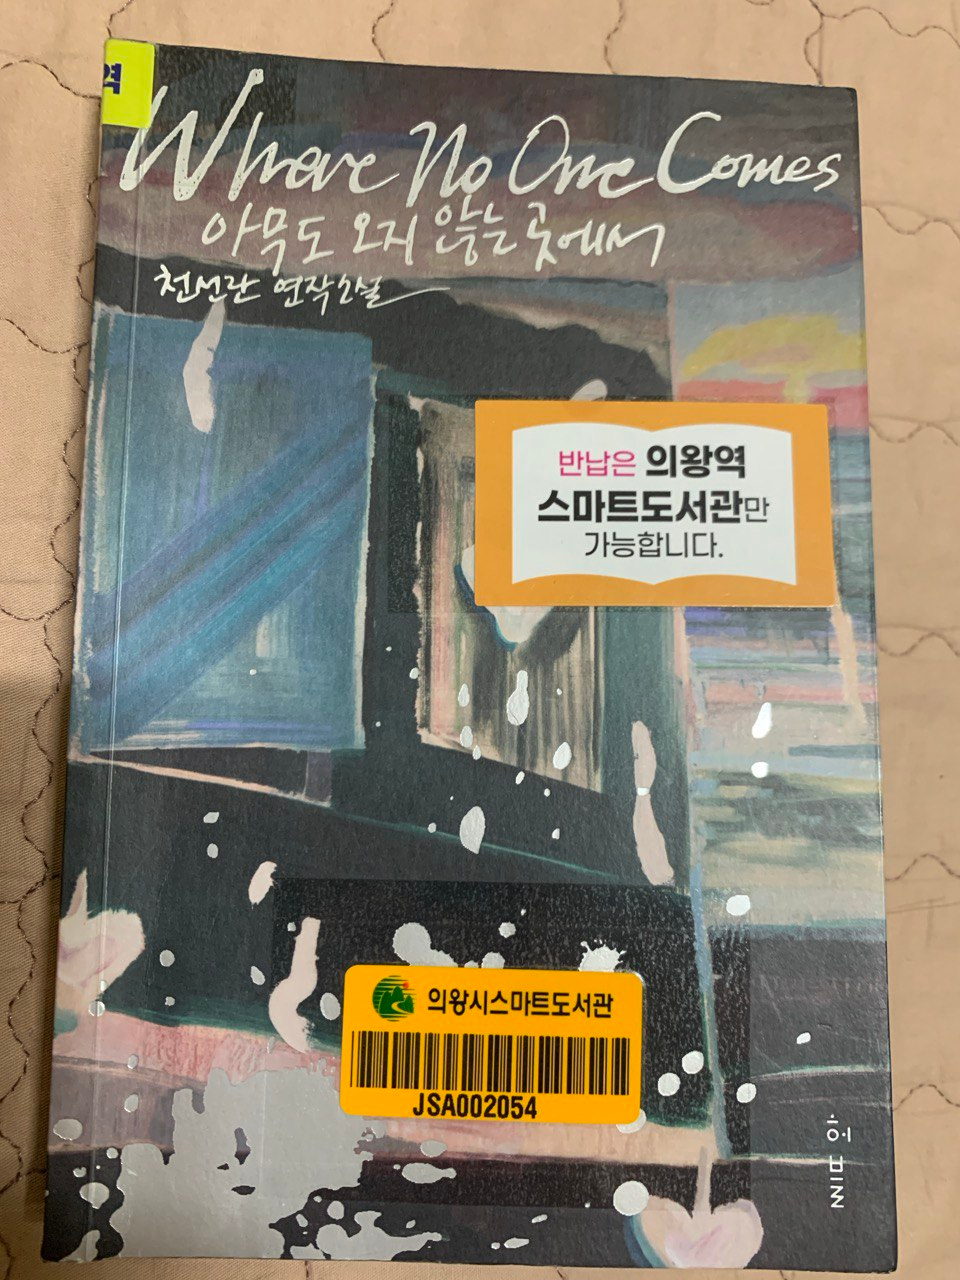 역
Where No One Comes
아무도 오지 않는 곳에서
천선란 연작소설
반납은 의왕역
스마트도서관만
가능합니다.
의왕시스마트도서관
JSA002054
허블